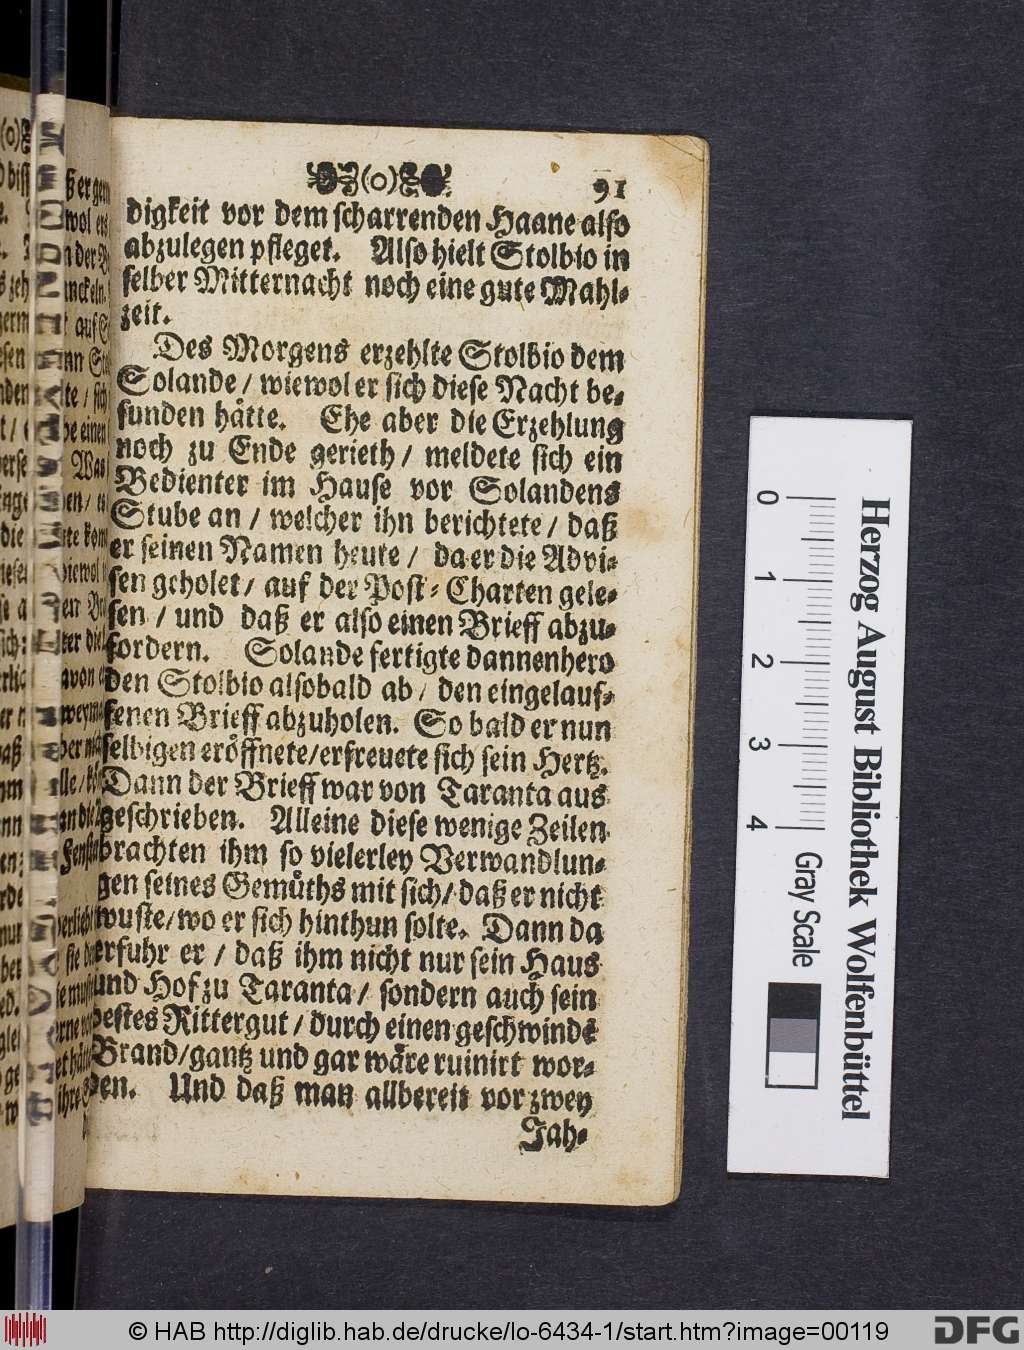 (o)
91
digkeit vor dem scharrenden Haane also
abzulegen pfleget. Also hielt Stolbio in
selber Mitternacht noch eine gute Mahl-
zeit.
Des Morgens erzehlte Stolbio dem
Solande / wiewol er sich diese Nacht be-
funden hätte. Ehe aber die Erzehlung
noch zu Ende gerieth / meldete sich ein
Bedienter im Hause vor Solandens
Stube an / welcher ihn berichtete / daß
er seinen Namen heute / da er die Advi-
sen geholet / auf der Post-Charten gele-
sen / und daß er also einen Brieff abzu-
fordern. Solande fertigte dannenhero
den Stolbio alsobald ab / den eingelauf-
fenen Brieff abzuholen. So bald er nun
selbigen eröffnete / erfreuete sich sein Hertz.
Dann der Brieff war von Taranta aus
geschrieben. Alleine diese wenige Zeilen
brachten ihm so vielerley Verwandlun-
gen seines Gemüths mit sich / daß er nicht
wuste / wo er sich hinthun solte. Dann da
erfuhr er / daß ihm nicht nur sein Haus
und Hof zu Taranta / sondern auch sein
bestes Rittergut / durch einen geschwinde
Brand / gantz und gar wäre ruinirt wor-
den. Und daß man allbereit vor zwey
Jah-
0 1 2 3 4
Gray Scale
Herzog August Bibliothek Wolfenbüttel
© HAB http://diglib.hab.de/drucke/lo-6434-1/start.htm?image=00119
DFG